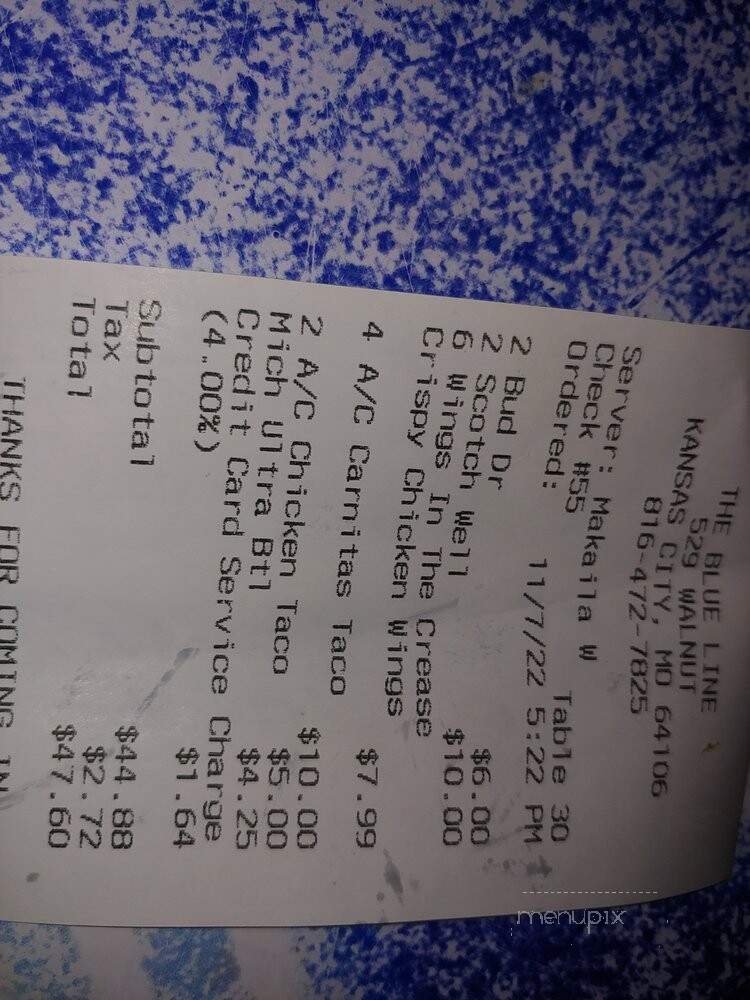 THE BLUE LINE
529 WALNUT
KANSAS CITY, MO 64106
816-472-7825
Server: Makaila W
Check #55 Table 30
Ordered: 11/7/22 5:22 PM
2 Bud Dr $6.00
2 Scotch Well $10.00
6 Wings In The Crease
Crispy Chicken Wings
$7.99
4 A/C Carnitas Taco
$10.00
2 A/C Chicken Taco $5.00
Mich Ultra Btl $4.25
Credit Card Service Charge
(4.00%) $1.64
Subtotal $44.88
Tax $2.72
Total $47.60
THANKS FOR COMING IN
menupix